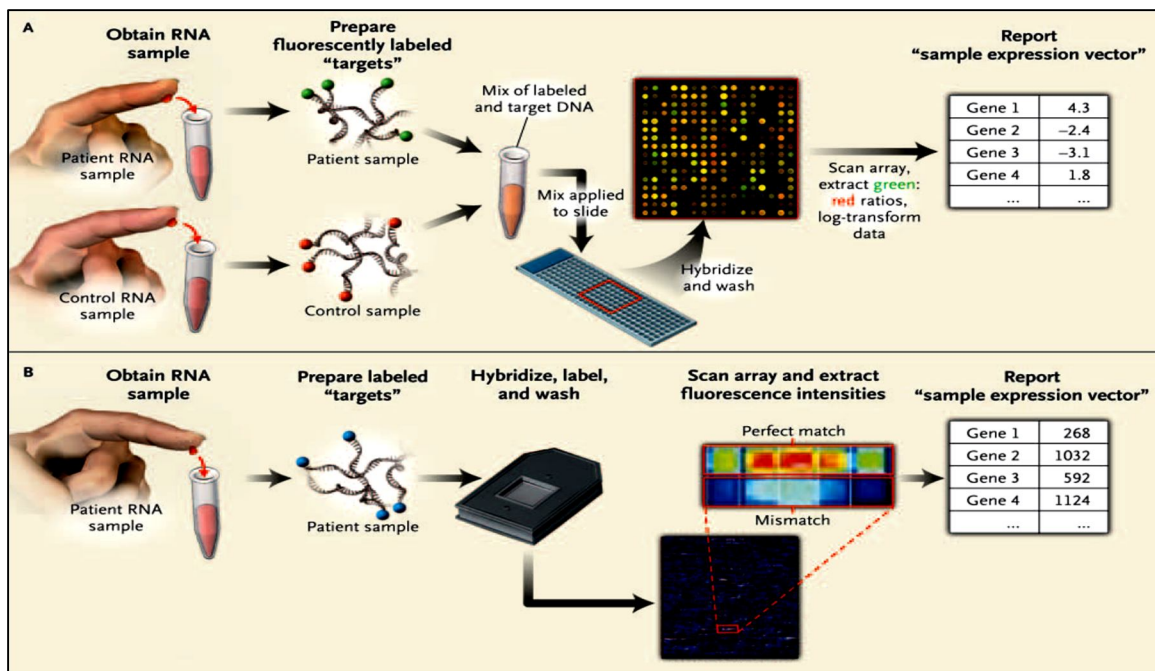 A
Obtain RNA
sample
Prepare
fluorescently labeled
“targets”
Report
“sample expression vector”
Mix of labeled
and target DNA
Patient RNA
sample
Patient sample
Mix applied
to slide
Control RNA
sample
Control sample
Hybridize
and wash
Scan array,
extract green:
red ratios,
log-transform
data
Gene 1 4.3
Gene 2 −2.4
Gene 3 −3.1
Gene 4 1.8
... ...
B
Obtain RNA
sample
Prepare labeled
“targets”
Hybridize, label,
and wash
Scan array and extract
fluorescence intensities
Report
“sample expression vector”
Patient RNA
sample
Patient sample
Perfect match
Mismatch
Gene 1 268
Gene 2 1032
Gene 3 592
Gene 4 1124
... ...